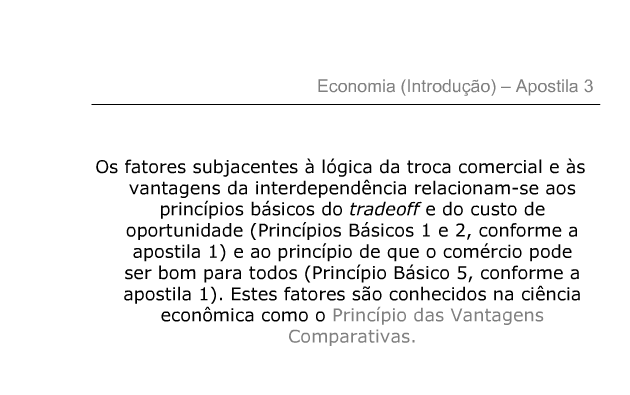 Economia (Introdução) – Apostila 3
Os fatores subjacentes à lógica da troca comercial e às
vantagens da interdependência relacionam-se aos
princípios básicos do tradeoff e do custo de
oportunidade (Princípios Básicos 1 e 2, conforme a
apostila 1) e ao princípio de que o comércio pode
ser bom para todos (Princípio Básico 5, conforme a
apostila 1). Estes fatores são conhecidos na ciência
econômica como o Princípio das Vantagens
Comparativas.